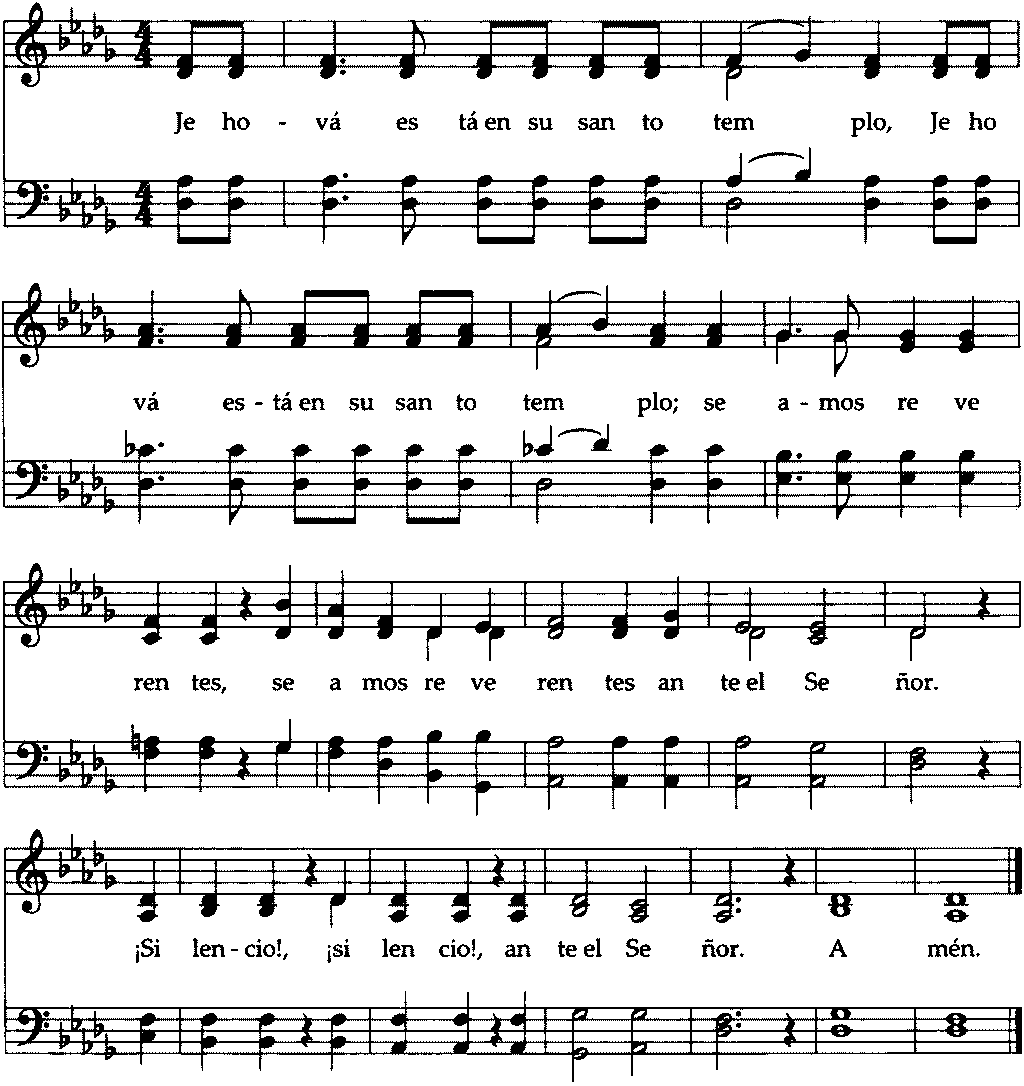 Je ho - vá es tá en su san to tem plo, Je ho
vá es - tá en su san to tem plo; se a - mos re ve
ren tes, se a mos re ve ren tes an te el Se ñor.
¡Si len - cio!, ¡si len cio!, an te el Se ñor. A mén.